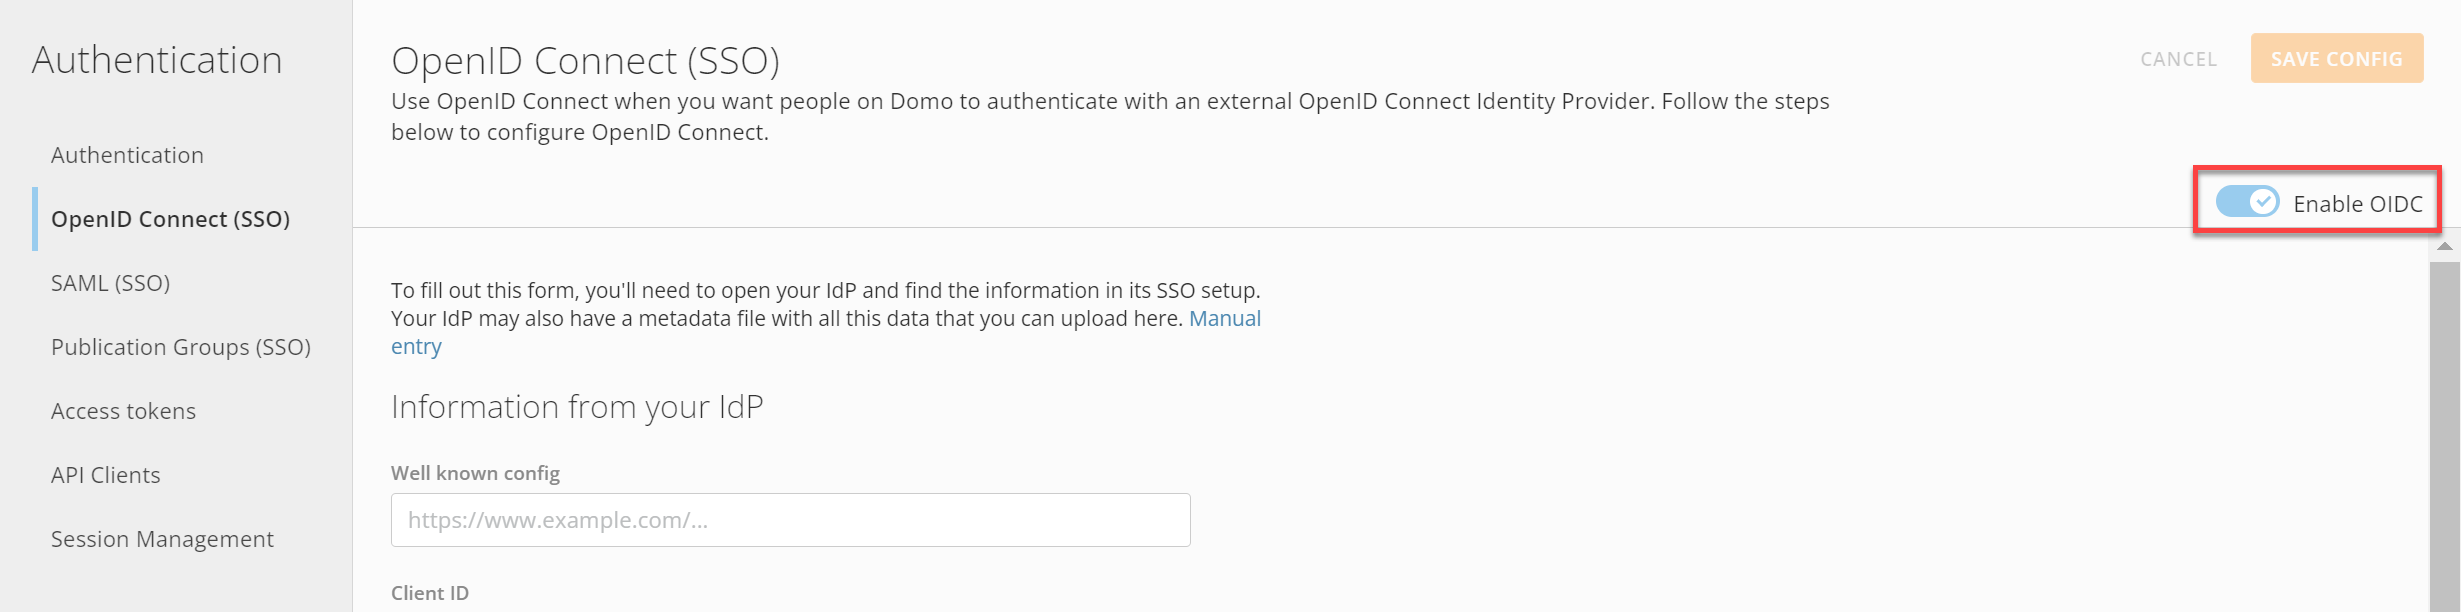 Authentication
Authentication
OpenID Connect (SSO)
SAML (SSO)
Publication Groups (SSO)
Access tokens
API Clients
Session Management
OpenID Connect (SSO)
CANCEL
SAVE CONFIG
Use OpenID Connect when you want people on Domo to authenticate with an external OpenID Connect Identity Provider. Follow the steps
below to configure OpenID Connect.
Enable OIDC
To fill out this form, you'll need to open your IdP and find the information in its SSO setup.
Your IdP may also have a metadata file with all this data that you can upload here. Manual
entry
Information from your IdP
Well known config
https://www.example.com/...
Client ID